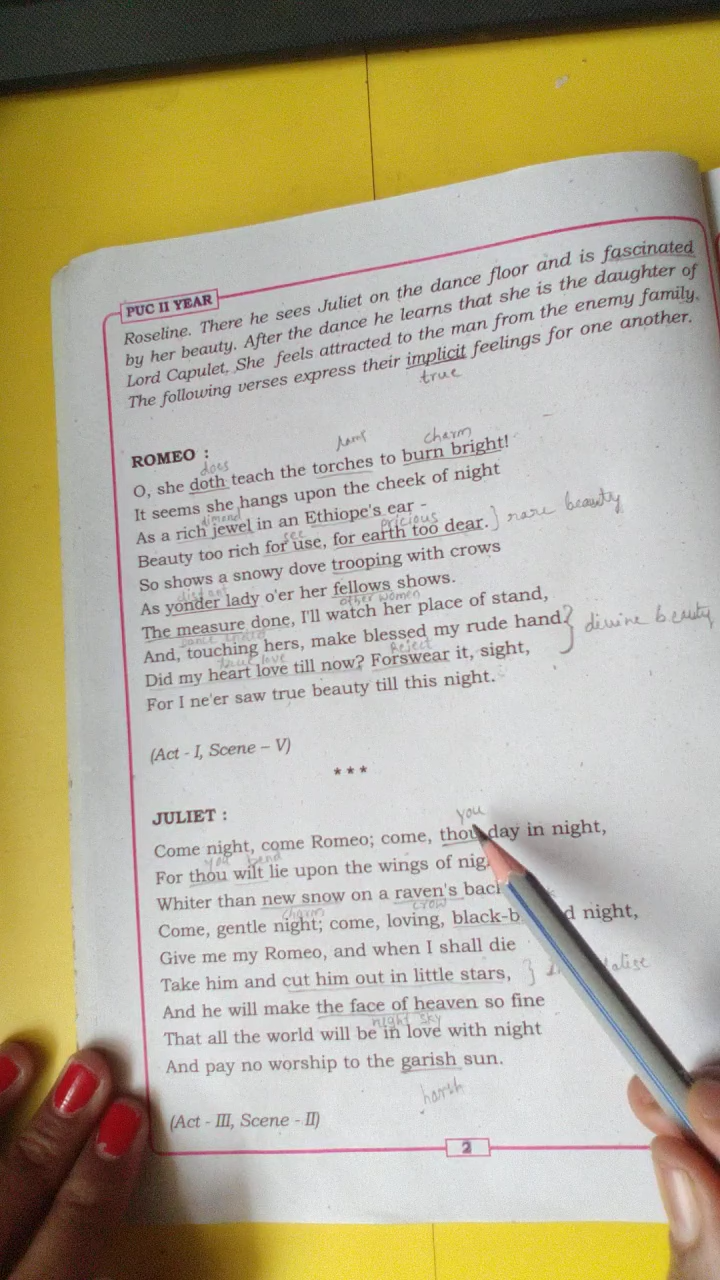 PUC II YEAR
Roseline. There he sees Juliet on the dance floor and is fascinated
by her beauty. After the dance he learns that she is the daughter of
Lord Capulet. She feels attracted to the man from the enemy family.
The following verses express their implicit feelings for one another.
true
ROMEO :
does charm
O, she doth teach the torches to burn bright!
It seems she hangs upon the cheek of night
As a rich jewel in an Ethiope's ear -
dimend pricious rare beauty
Beauty too rich for use, for earth too dear.
So shows a snowy dove trooping with crows
distant
As yonder lady o'er her fellows shows.
other women
The measure done, I'll watch her place of stand,
And, touching hers, make blessed my rude hand
divine beauty
true love Reject
Did my heart love till now? Forswear it, sight,
For I ne'er saw true beauty till this night.
(Act - I, Scene – V)
***
JULIET :
you
Come night, come Romeo; come, thou day in night,
you bend
For thou wilt lie upon the wings of nig
Whiter than new snow on a raven's bac
charm crow
Come, gentle night; come, loving, black-b d night,
Give me my Romeo, and when I shall die
Take him and cut him out in little stars,
And he will make the face of heaven so fine
night sky
That all the world will be in love with night
And pay no worship to the garish sun.
harsh
(Act - III, Scene - II)
2